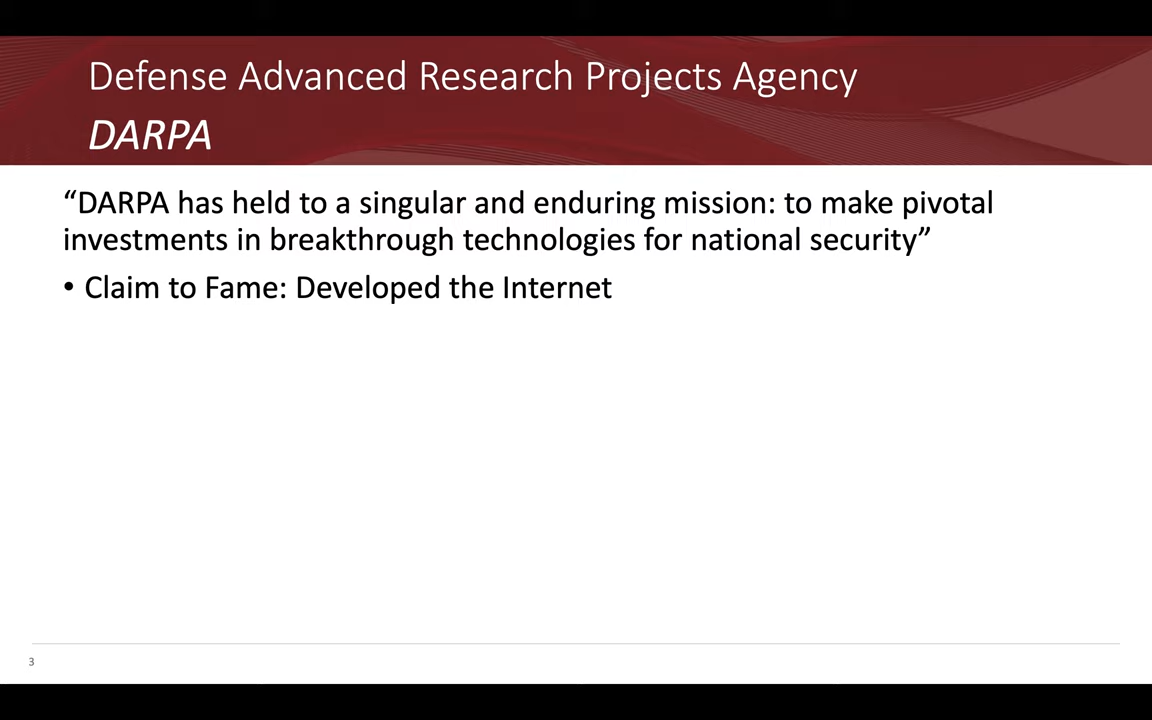 Defense Advanced Research Projects Agency
DARPA
“DARPA has held to a singular and enduring mission: to make pivotal
investments in breakthrough technologies for national security”
• Claim to Fame: Developed the Internet
3